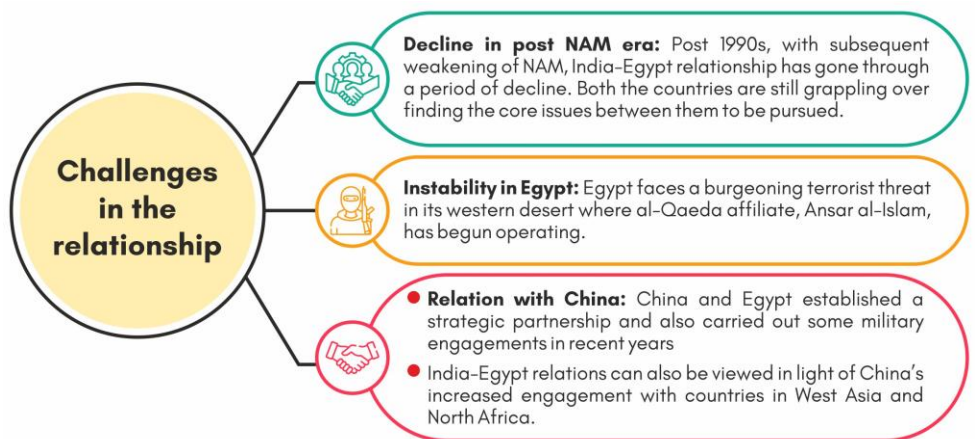 Challenges
in the
relationship
Decline in post NAM era: Post 1990s, with subsequent
weakening of NAM, India-Egypt relationship has gone through
a period of decline. Both the countries are still grappling over
finding the core issues between them to be pursued.
Instability in Egypt: Egypt faces a burgeoning terrorist threat
in its western desert where al-Qaeda affiliate, Ansar al-Islam,
has begun operating.
● Relation with China: China and Egypt established a
strategic partnership and also carried out some military
engagements in recent years
● India-Egypt relations can also be viewed in light of China's
increased engagement with countries in West Asia and
North Africa.